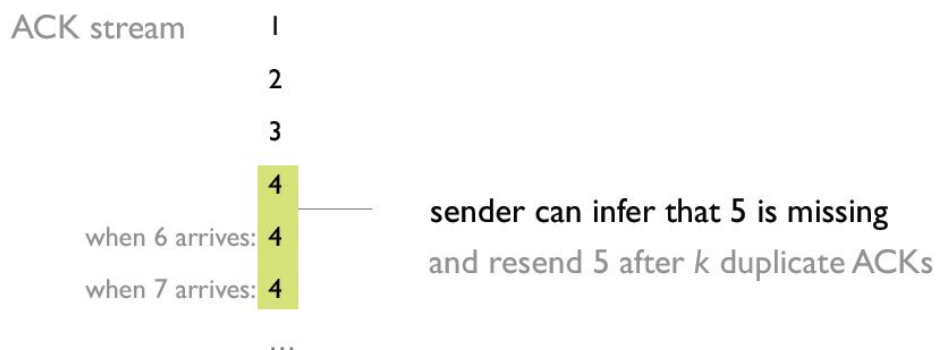 ACK stream 1
2
3
4
sender can infer that 5 is missing
when 6 arrives: 4
and resend 5 after k duplicate ACKs
when 7 arrives: 4
...